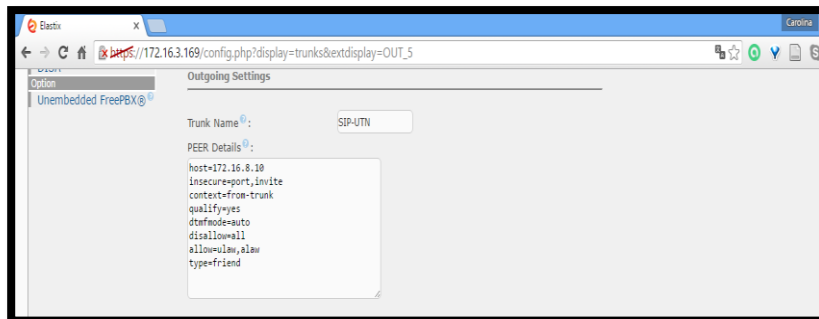 Elastix
Carolina
https://172.16.3.169/config.php?display=trunks&extdisplay=OUT_5
DISA
Option
Unembedded FreePBX®
Outgoing Settings
Trunk Name :
SIP-UTN
PEER Details :
host=172.16.8.10
insecure=port,invite
context=from-trunk
qualify=yes
dtmfmode=auto
disallow=all
allow=ulaw,alaw
type=friend